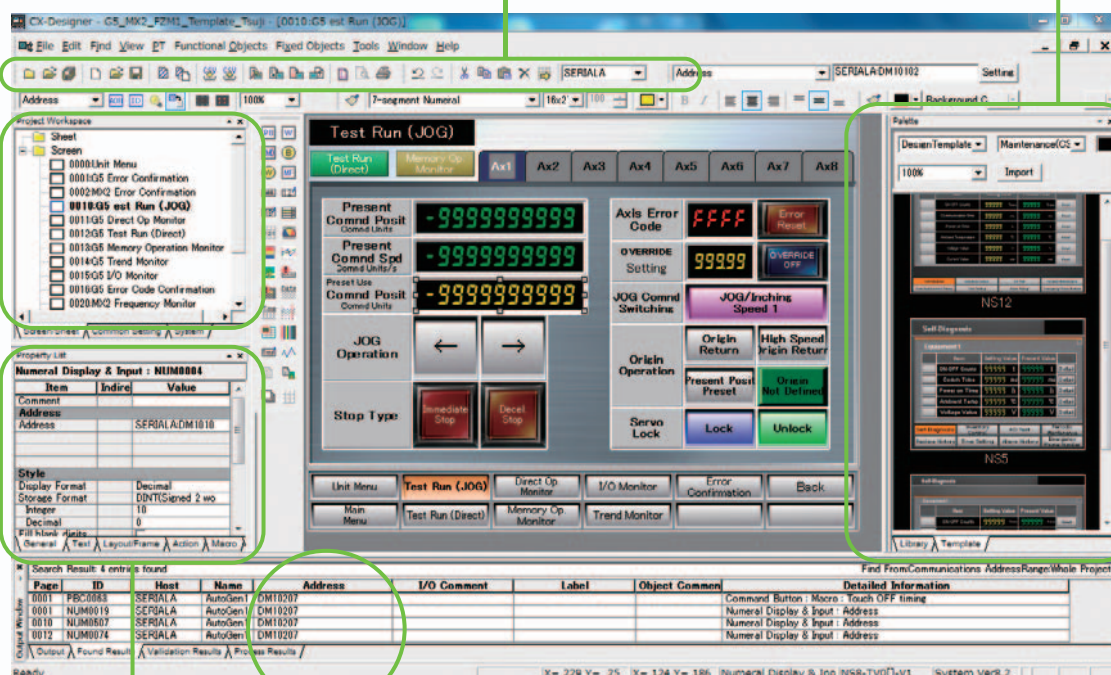 CX-Designer - G5_MX2_FZM1_Template_Tsuji - [0010:G5 est Run (JOG)]
File Edit Find View PT Functional Objects Fixed Objects Tools Window Help
SERIALA Address SERIALA:DM10102 Setting
Address 100% 7-segment Numeral 16x2 100 B / Background C
Project Workspace
Sheet
Screen
0000:Unit Menu
0001:G5 Error Confirmation
0002:MX2 Error Confirmation
0010:G5 est Run (JOG)
0011:G5 Direct Op Monitor
0012:G5 Test Run (Direct)
0013:G5 Memory Operation Monitor
0014:G5 Trend Monitor
0015:G5 I/O Monitor
0016:G5 Error Code Confirmation
0020:MX2 Frequency Monitor
Screen/Sheet Common Setting System
Property List
Numeral Display & Input : NUM0004
Item Indire Value
Comment
Address
Address SERIALA:DM1010
Style
Display Format Decimal
Storage Format DINT(Signed 2 wo
Integer 10
Decimal 0
Fill blank digits
General Text Layout/Frame Action Macro
Test Run (JOG)
Test Run (Direct) Memory Op Monitor Ax1 Ax2 Ax3 Ax4 Ax5 Ax6 Ax7 Ax8
Present Comnd Posit Comnd Units -9999999999
Present Comnd Spd Comnd Units/s -9999999999
Preset Use Comnd Posit Comnd Units -9999999999
JOG Operation ← →
Stop Type Immediate Stop Decel Stop
Axis Error Code FFFF Error Reset
OVERRIDE Setting 999.99 OVERRIDE OFF
JOG Comnd Switching JOG/Inching Speed 1
Origin Operation Origin Return High Speed Origin Return
Present Posit Preset Origin Not Defined
Servo Lock Lock Unlock
Unit Menu Test Run (JOG) Direct Op Monitor I/O Monitor Error Confirmation Back
Main Menu Test Run (Direct) Memory Op. Monitor Trend Monitor
Palette
DesignTemplate Maintenance(CS
100% Import
NS12
Self-Diagnosis
NS5
Self-Diagnosis
Library Template
Output Window
Search Result: 4 entries found Find From:Communications AddressRange:Whole Project
Page ID Host Name Address I/O Comment Label Object Commen Detailed Information
0001 PBC0063 SERIALA AutoGen1 DM10207 Command Button : Macro : Touch OFF timing
0001 NUM0019 SERIALA AutoGen1 DM10207 Numeral Display & Input : Address
0010 NUM0507 SERIALA AutoGen1 DM10207 Numeral Display & Input : Address
0012 NUM0074 SERIALA AutoGen1 DM10207 Numeral Display & Input : Address
Output Found Result Validation Results Process Results
Ready X= 229 Y= 25 X= 124 Y= 186 Numeral Display & Inp NS8-TV0□-V1 System Ver8.2